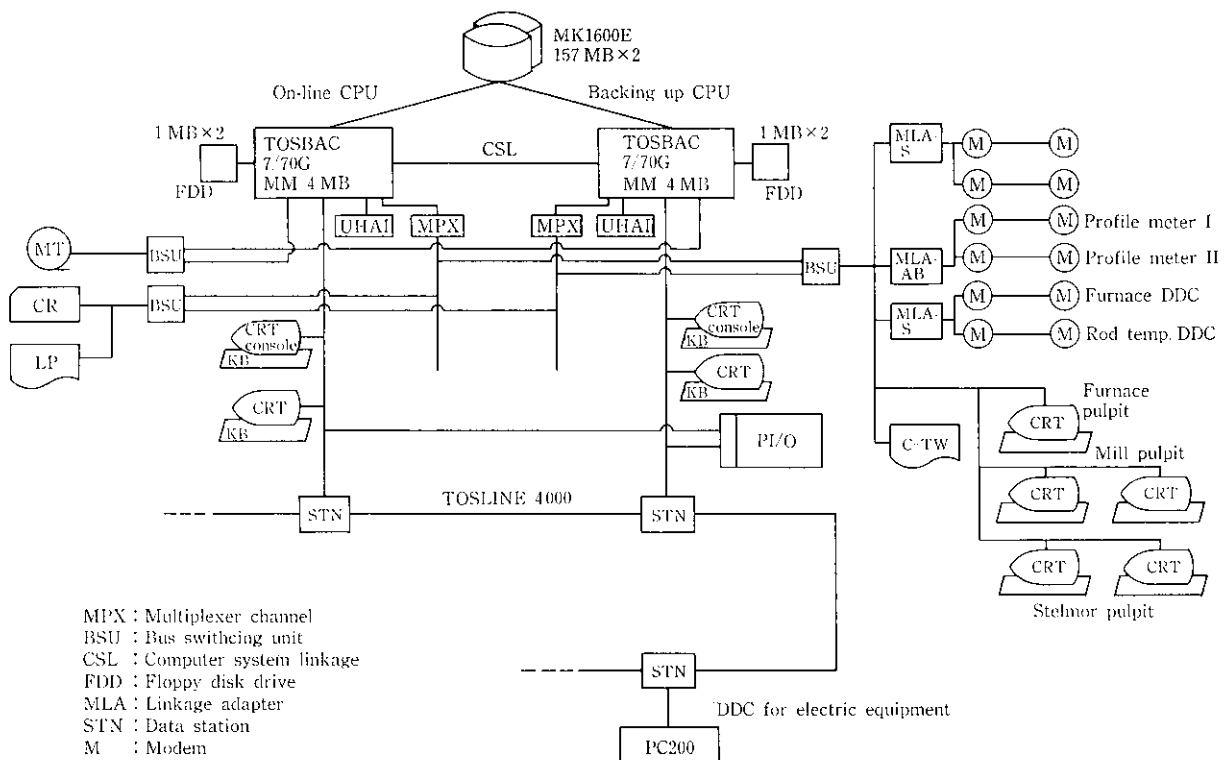 MK1600E
157 MB×2
On-line CPU
Backing up CPU
1 MB×2
FDD
TOSBAC
7/70G
MM 4 MB
CSL
TOSBAC
7/70G
MM 4 MB
1 MB×2
FDD
UHAI
MPX
MPX
UHAI
MT
BSU
BSU
CR
BSU
LP
CRT
console
KB
CRT
KB
CRT
console
KB
CRT
KB
PI/O
MLA-
S
M
M
M
M
MLA-
AB
M
M
Profile meter I
M
M
Profile meter II
MLA-
S
M
M
Furnace DDC
M
M
Rod temp. DDC
C-TW
Furnace
pulpit
CRT
Mill pulpit
CRT
CRT
CRT
CRT
Stelmor pulpit
STN
TOSLINE 4000
STN
STN
DDC for electric equipment
PC200
MPX : Multiplexer channel
BSU : Bus swithcing unit
CSL : Computer system linkage
FDD : Floppy disk drive
MLA : Linkage adapter
STN : Data station
M : Modem